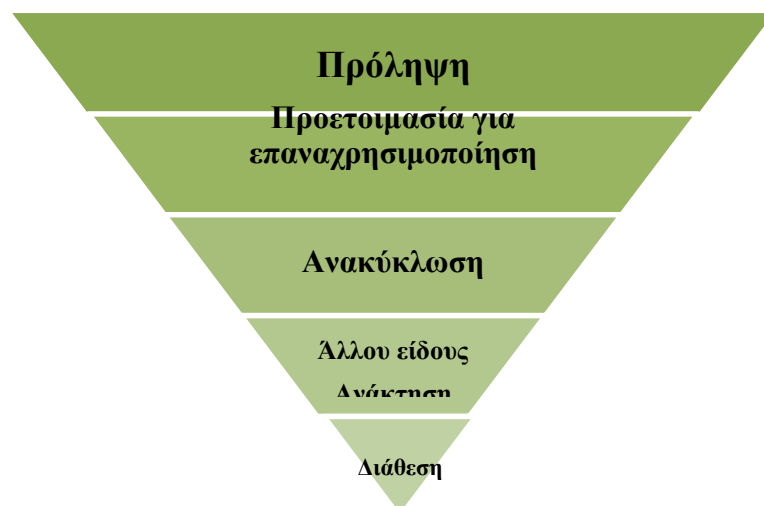 Πρόληψη
Προετοιμασία για
επαναχρησιμοποίηση
Ανακύκλωση
Άλλου είδους
Ανάκτηση
Διάθεση